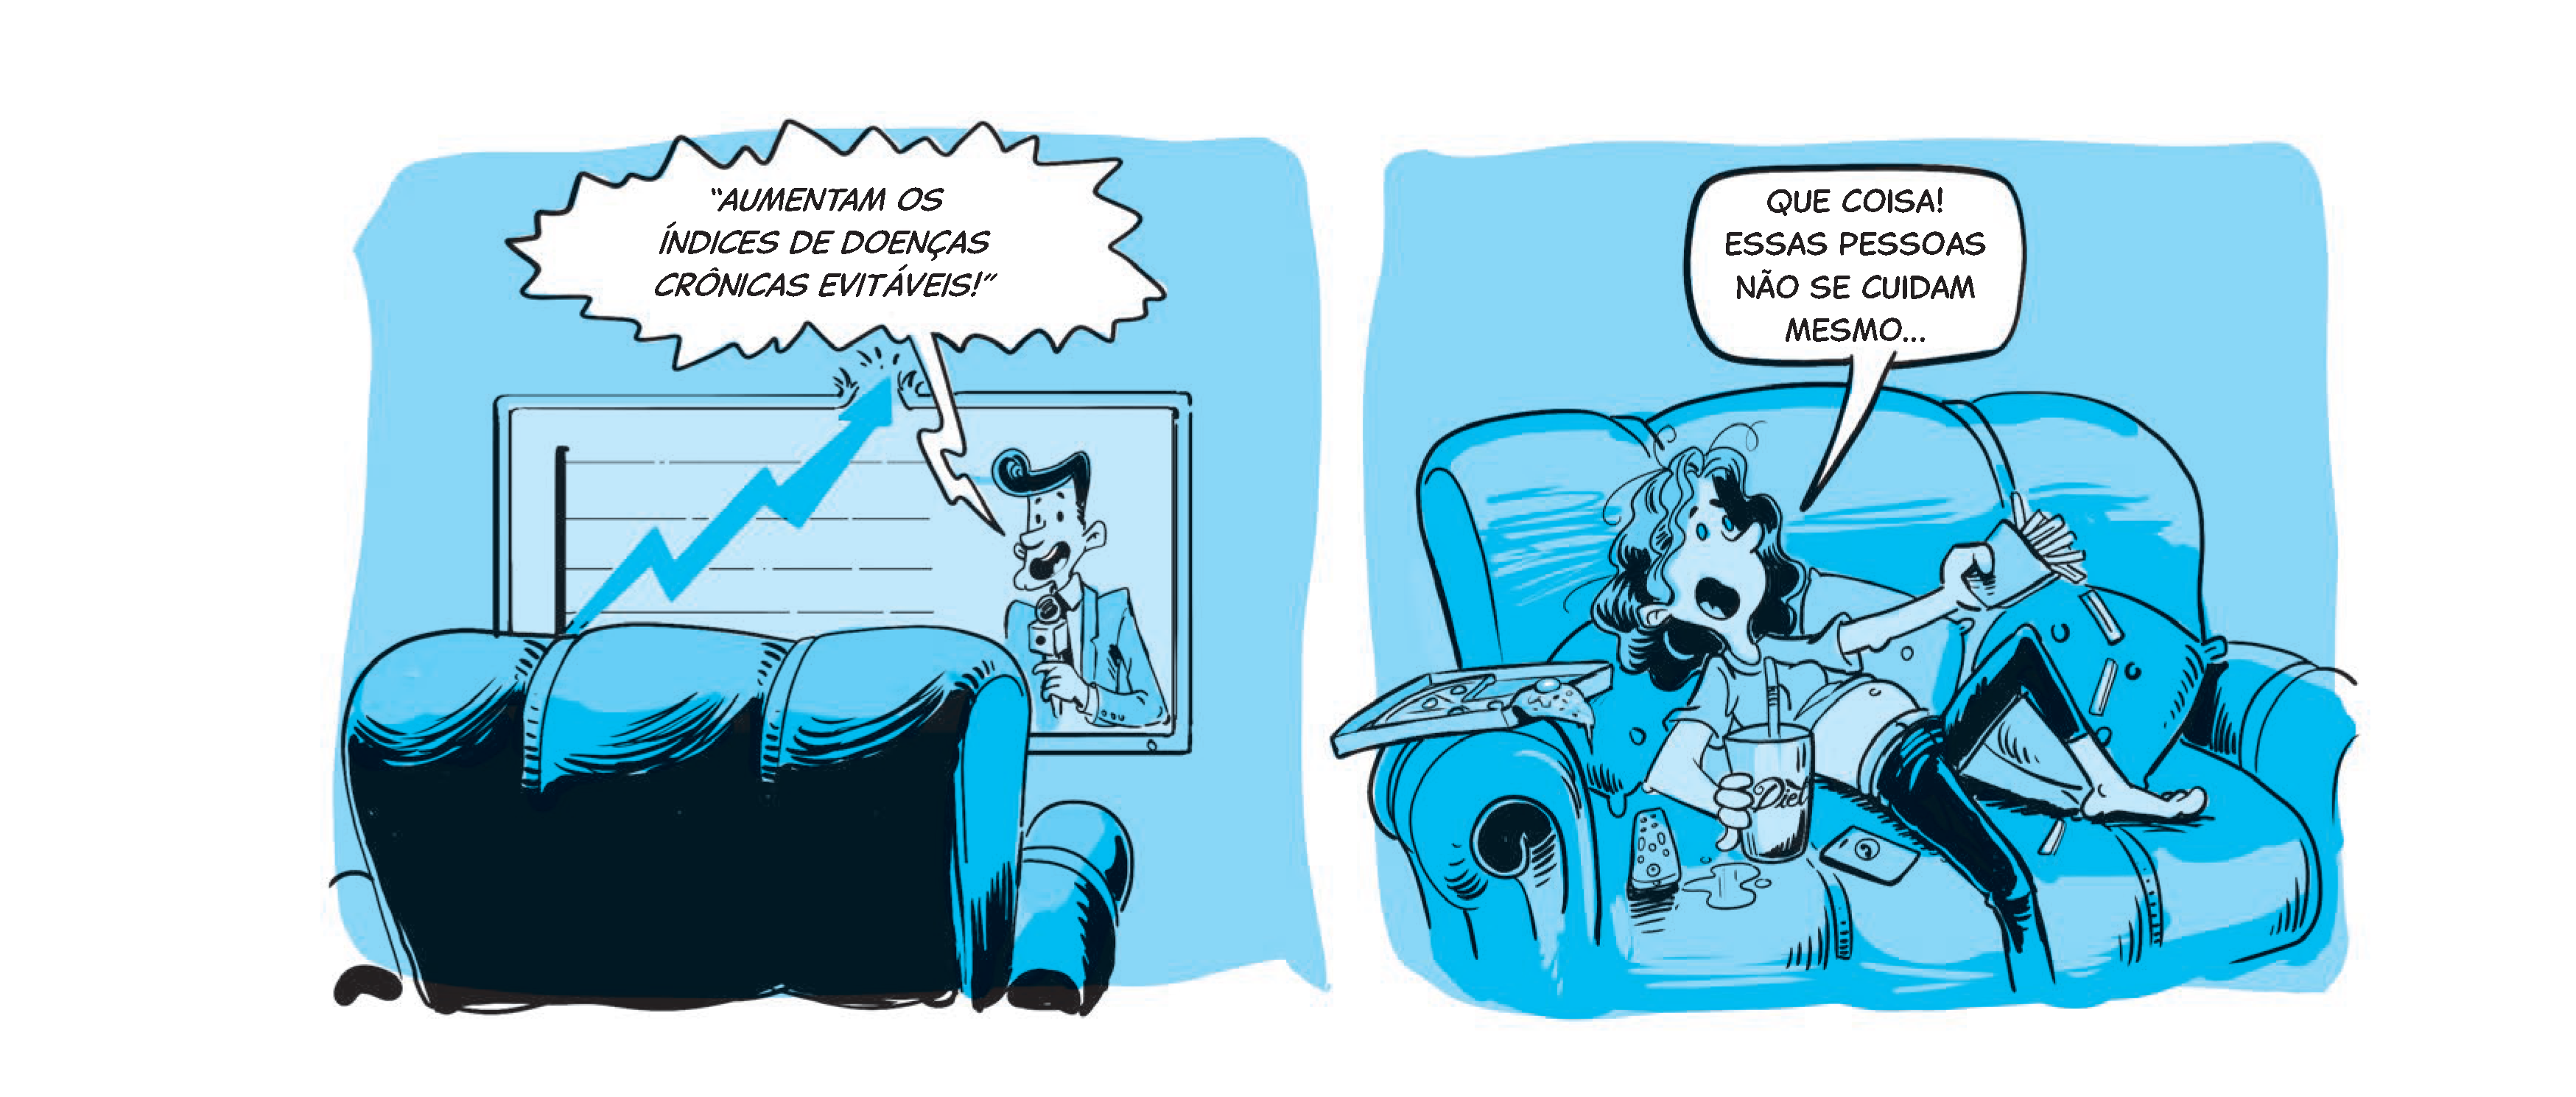 “AUMENTAM OS
ÍNDICES DE DOENÇAS
CRÔNICAS EVITÁVEIS!”
QUE COISA!
ESSAS PESSOAS
NÃO SE CUIDAM
MESMO...
Diet